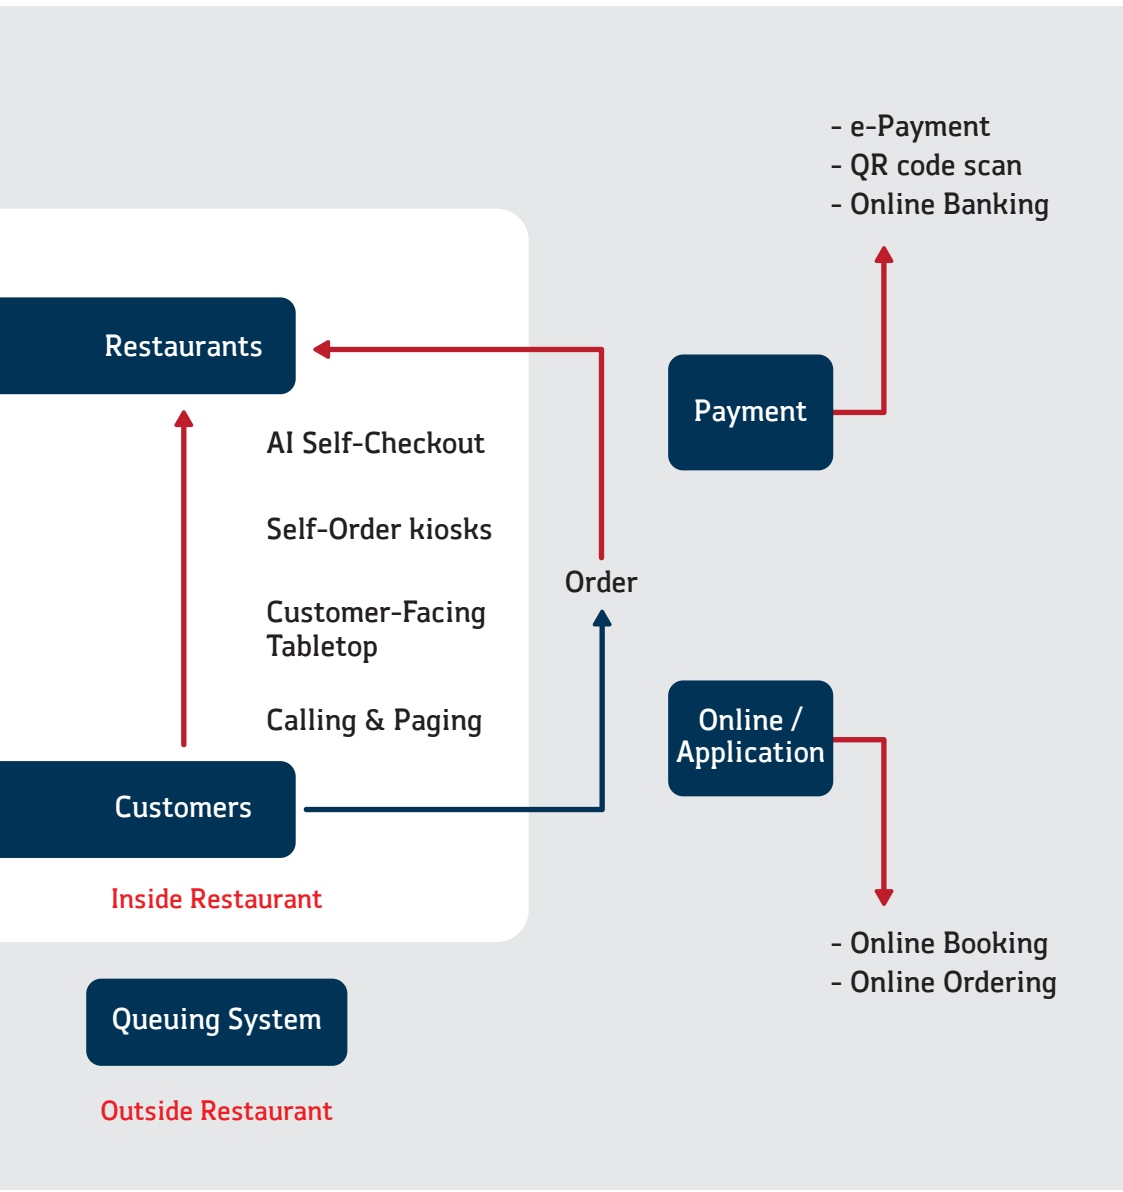 - e-Payment
- QR code scan
- Online Banking
Restaurants
Payment
AI Self-Checkout
Self-Order kiosks
Order
Customer-Facing
Tabletop
Calling & Paging
Online /
Application
Customers
Inside Restaurant
- Online Booking
- Online Ordering
Queuing System
Outside Restaurant